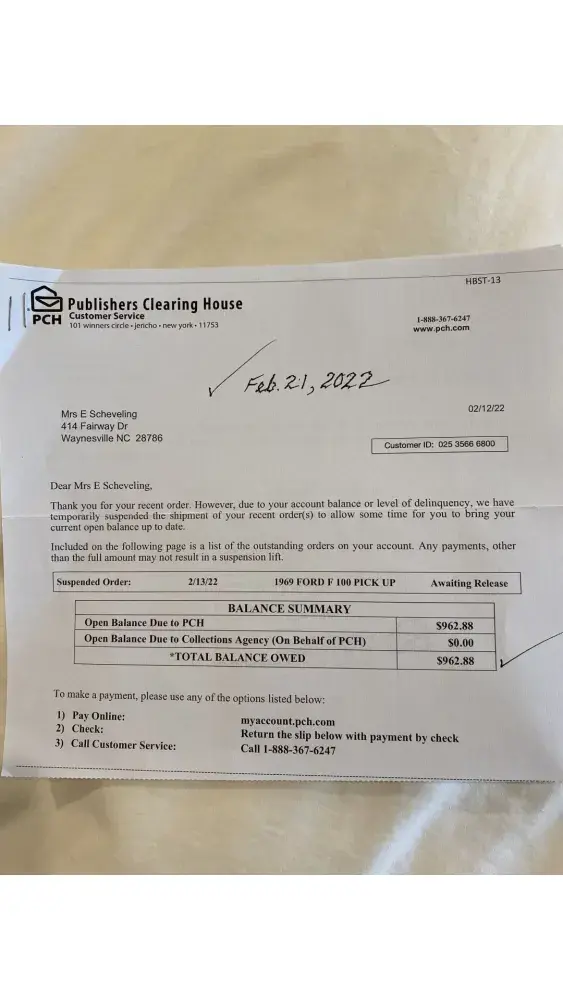 HBST-13
Publishers Clearing House
PCH
Customer Service
101 winners circle • jericho • new york • 11753
1-888-367-6247
www.pch.com
Feb. 21, 2022
02/12/22
Mrs E Scheveling
414 Fairway Dr
Waynesville NC 28786
Customer ID: 025 3566 6800
Dear Mrs E Scheveling,
Thank you for your recent order. However, due to your account balance or level of delinquency, we have
temporarily suspended the shipment of your recent order(s) to allow some time for you to bring your
current open balance up to date.
Included on the following page is a list of the outstanding orders on your account. Any payments, other
than the full amount may not result in a suspension lift.
Suspended Order: 2/13/22 1969 FORD F 100 PICK UP Awaiting Release
BALANCE SUMMARY
Open Balance Due to PCH $962.88
Open Balance Due to Collections Agency (On Behalf of PCH) $0.00
*TOTAL BALANCE OWED $962.88
To make a payment, please use any of the options listed below:
1) Pay Online: myaccount.pch.com
2) Check: Return the slip below with payment by check
3) Call Customer Service: Call 1-888-367-6247